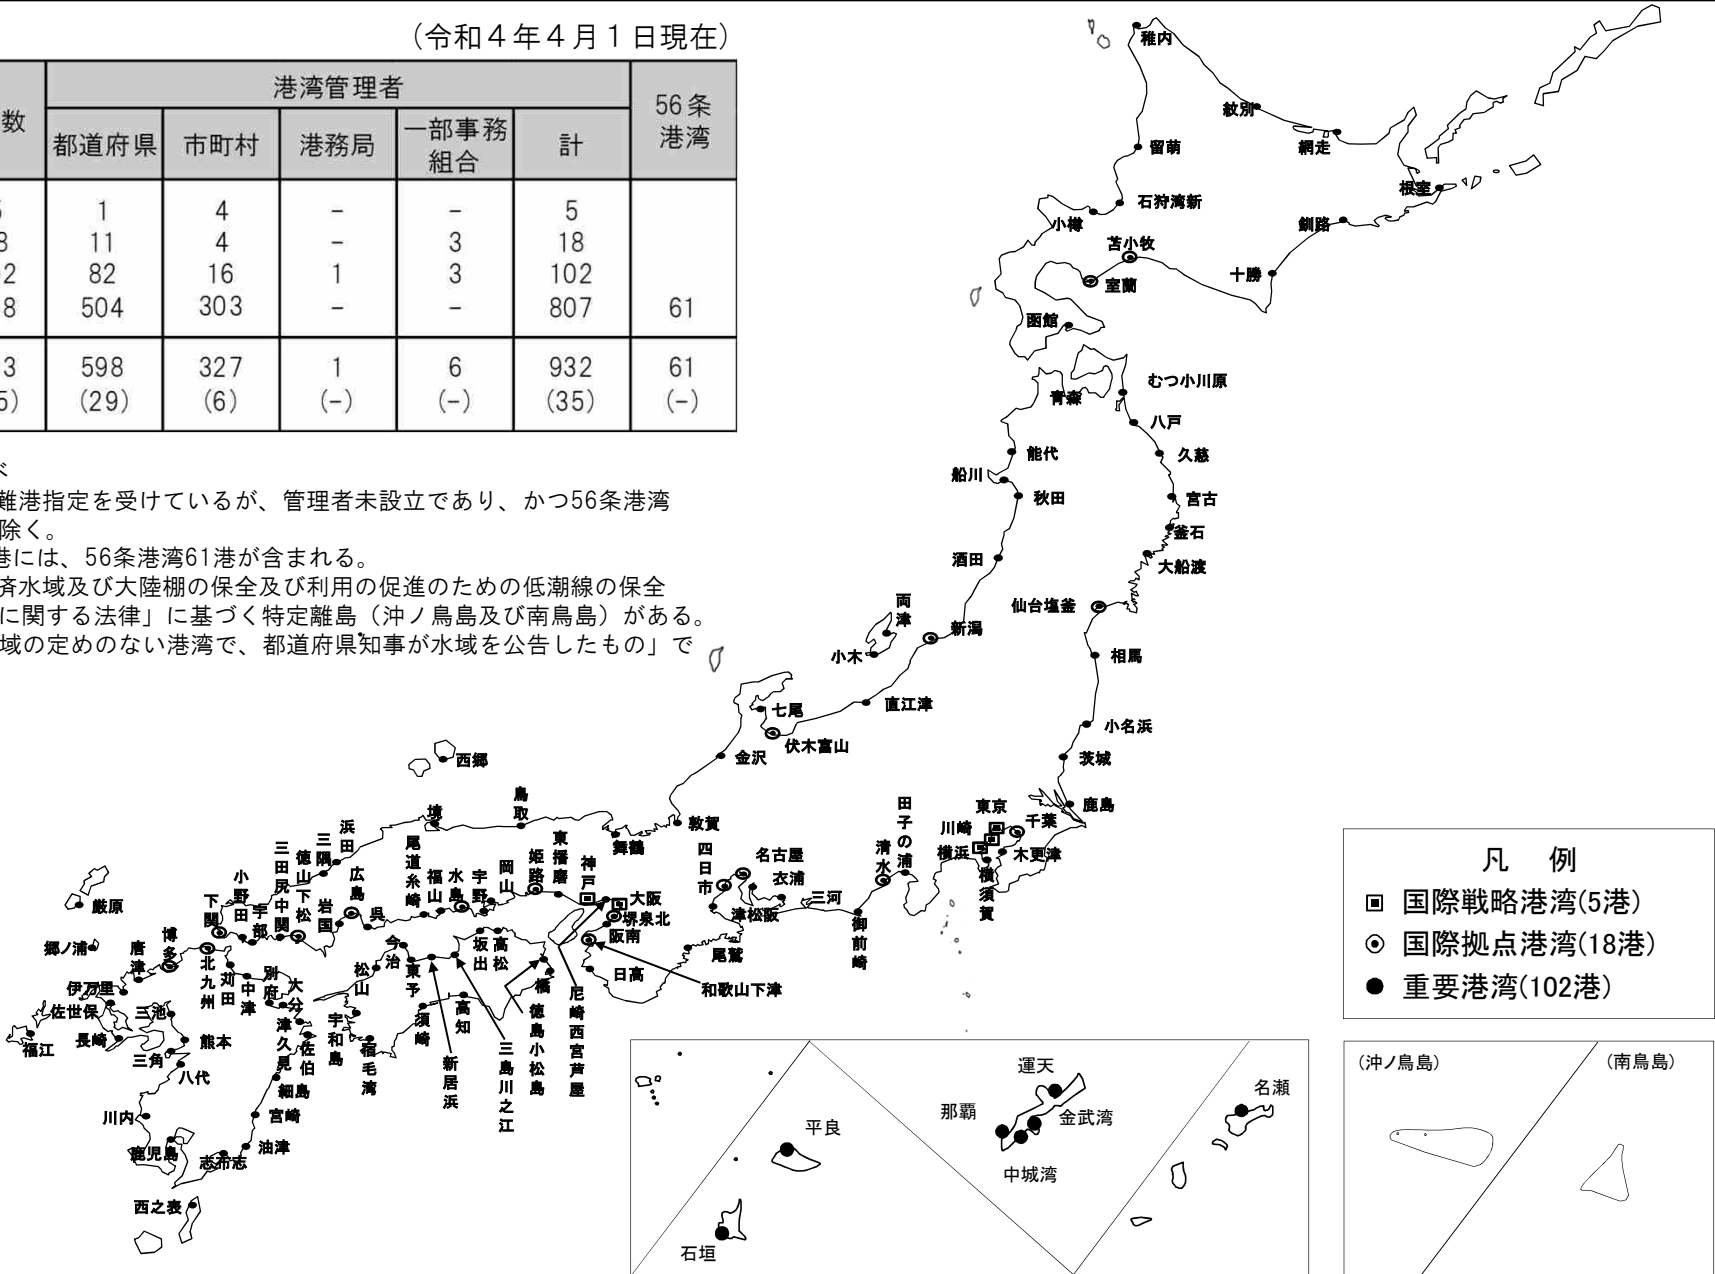 （令和４年４月１日現在）
数 港湾管理者 56条港湾
都道府県 市町村 港務局 一部事務組合 計
1 4 － － 5
11 4 － 3 18
82 16 1 3 102
504 303 － － 807 61
598 327 1 6 932 61
(29) (6) (－) (－) (35) (－)
難港指定を受けているが、管理者未設立であり、かつ56条港湾
除く。
港には、56条港湾61港が含まれる。
済水域及び大陸棚の保全及び利用の促進のための低潮線の保全
に関する法律」に基づく特定離島（沖ノ鳥島及び南鳥島）がある。
域の定めのない港湾で、都道府県知事が水域を公告したもの」で
稚内
紋別
網走
留萌
根室
石狩湾新
小樽
釧路
苫小牧
十勝
室蘭
函館
むつ小川原
青森
八戸
能代
久慈
船川
秋田
宮古
釜石
酒田
大船渡
仙台塩釜
両津
新潟
小木
相馬
七尾
直江津
小名浜
伏木富山
金沢
茨城
西郷
鹿島
東京
千葉
川崎
横浜
木更津
横須賀
田子の浦
清水
御前崎
三河
衣浦
名古屋
四日市
津松阪
尾鷲
敦賀
舞鶴
鳥取
境
浜田
三隅
神戸
東播磨
姫路
岡山
宇野
水島
福山
尾道糸崎
広島
呉
岩国
徳山下松
三田尻中関
宇部
小野田
下関
大阪
堺泉北
阪南
日高
和歌山下津
尼崎西宮芦屋
橘
徳島小松島
高松
坂出
三島川之江
新居浜
東予
今治
松山
高知
須崎
宇和島
宿毛湾
厳原
郷ノ浦
博多
唐津
伊万里
佐世保
長崎
福江
北九州
苅田
中津
別府
大分
津久見
佐伯
細島
宮崎
油津
志布志
鹿児島
川内
八代
三角
熊本
三池
西之表
平良
石垣
運天
那覇
金武湾
中城湾
名瀬
凡 例
国際戦略港湾(5港)
国際拠点港湾(18港)
重要港湾(102港)
(沖ノ鳥島)
(南鳥島)